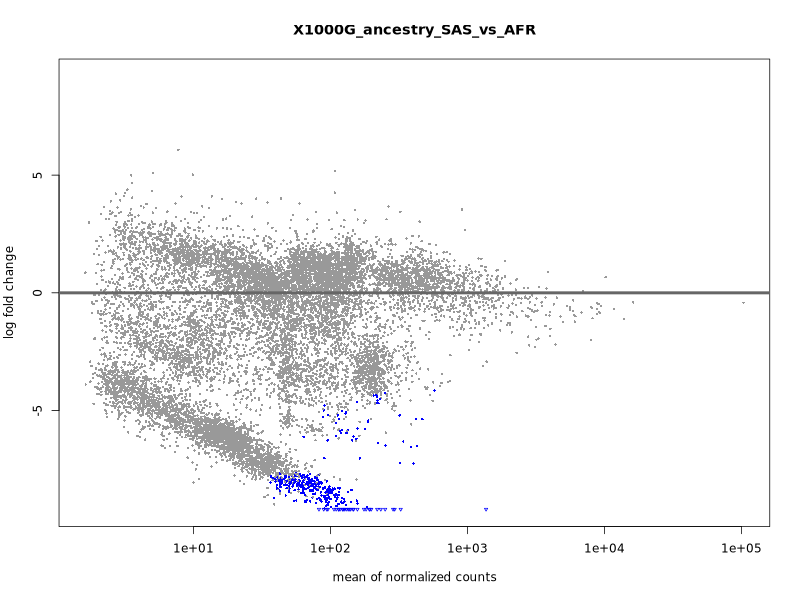 X1000G_ancestry_SAS_vs_AFR
log fold change
5
0
-5
1e+01 1e+02 1e+03 1e+04 1e+05
mean of normalized counts